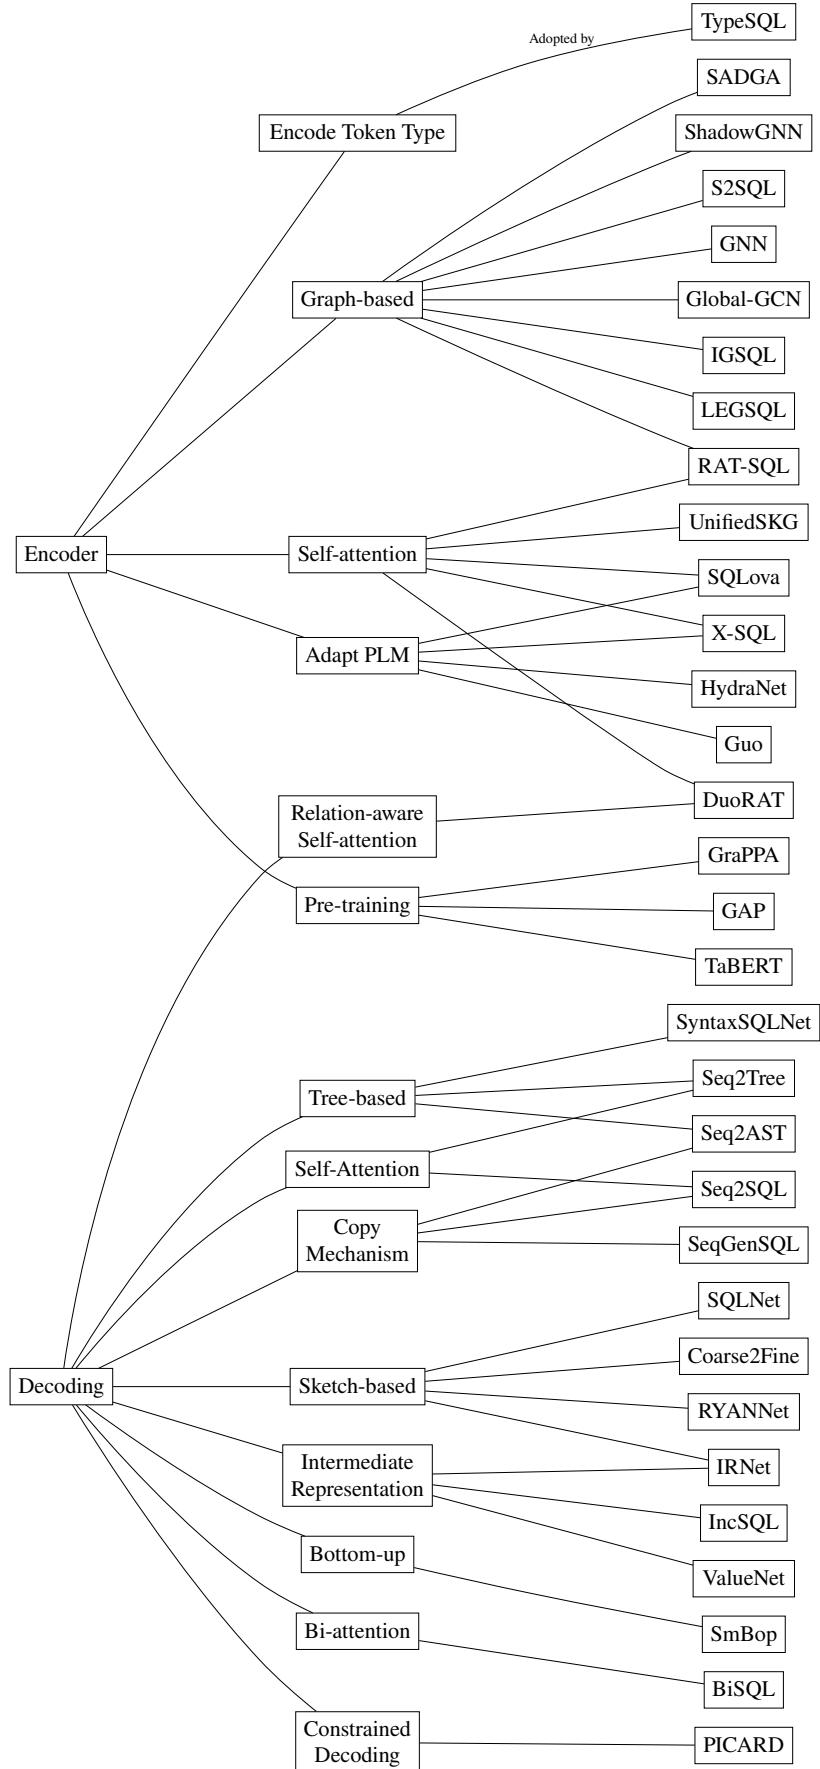 TypeSQL
Adopted by
SADGA
Encode Token Type
ShadowGNN
S2SQL
GNN
Graph-based
Global-GCN
IGSQL
LEGSQL
RAT-SQL
UnifiedSKG
Encoder
Self-attention
SQLova
X-SQL
Adapt PLM
HydraNet
Guo
DuoRAT
Relation-aware
Self-attention
GraPPA
Pre-training
GAP
TaBERT
SyntaxSQLNet
Seq2Tree
Tree-based
Seq2AST
Self-Attention
Seq2SQL
Copy
Mechanism
SeqGenSQL
SQLNet
Coarse2Fine
Decoding
Sketch-based
RYANNet
IRNet
Intermediate
Representation
IncSQL
Bottom-up
ValueNet
Bi-attention
SmBop
BiSQL
Constrained
Decoding
PICARD